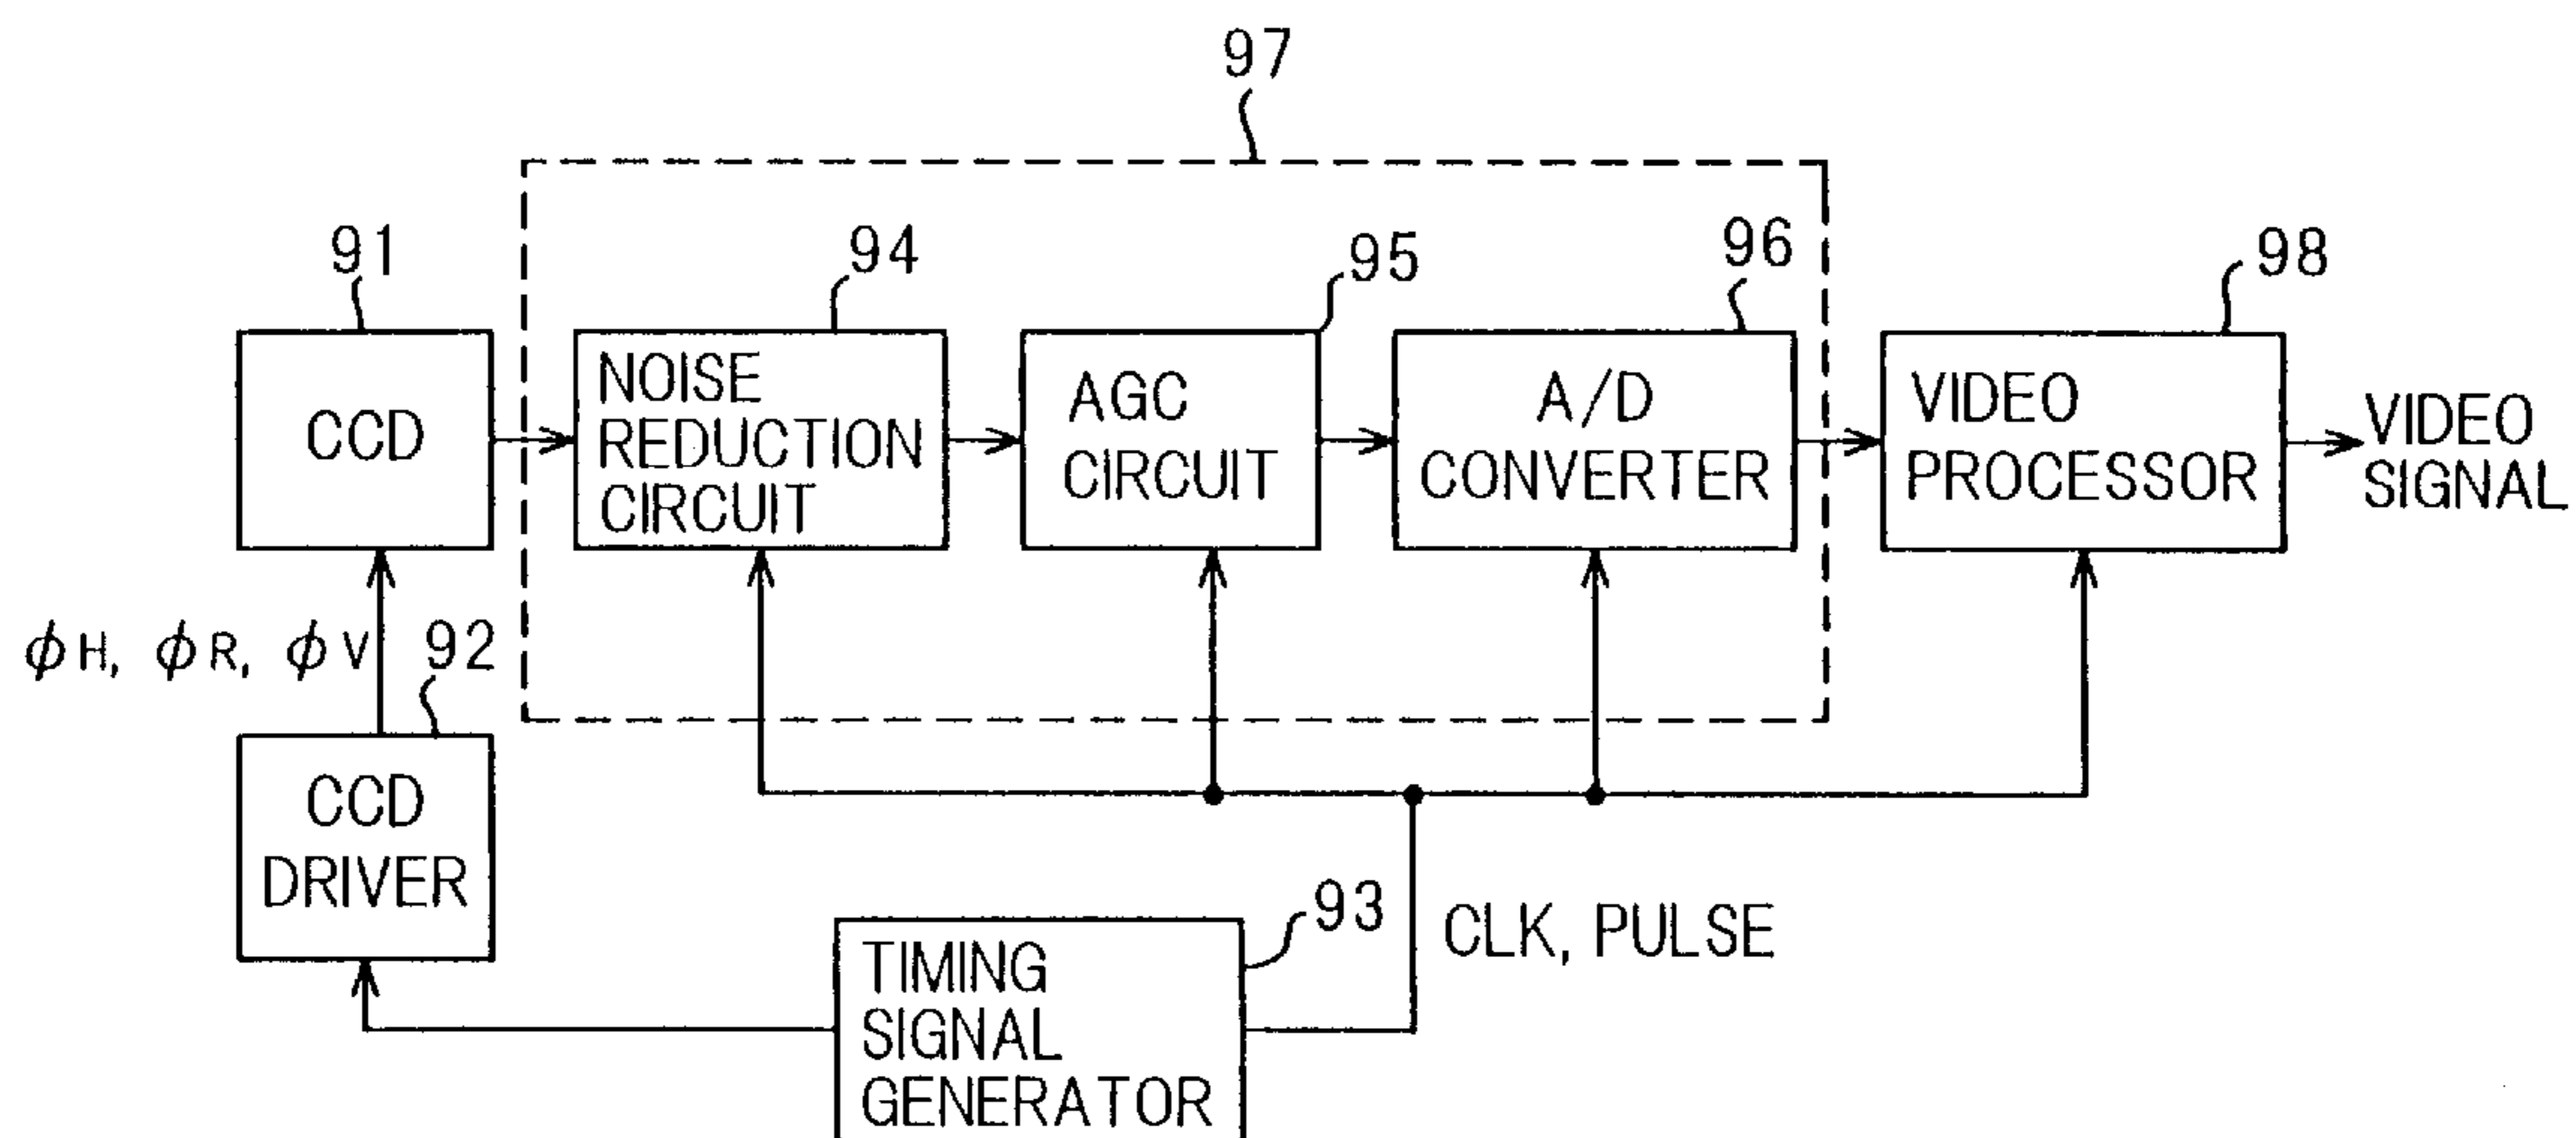 97
91
94
95
96
98
CCD
NOISE
REDUCTION
CIRCUIT
AGC
CIRCUIT
A/D
CONVERTER
VIDEO
PROCESSOR
VIDEO
SIGNAL
ϕH, ϕR, ϕV
92
CCD
DRIVER
93
TIMING
SIGNAL
GENERATOR
CLK, PULSE